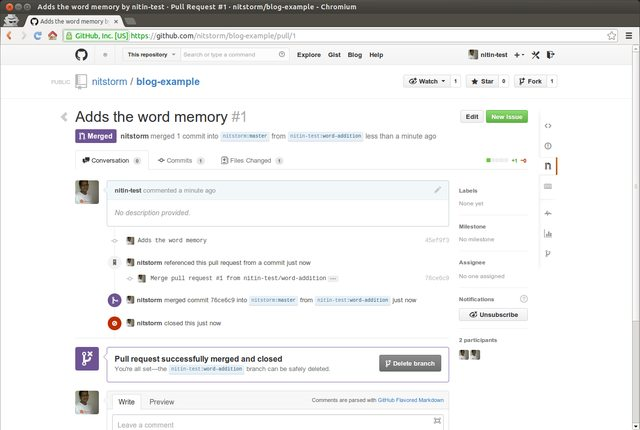 Adds the word memory by nitin-test · Pull Request #1 · nitstorm/blog-example - Chromium
Adds the word memory by
GitHub, Inc. [US] https://github.com/nitstorm/blog-example/pull/1
This repository Search or type a command Explore Gist Blog Help nitin-test
PUBLIC nitstorm / blog-example Watch 1 Star 0 Fork 1
Adds the word memory #1 Edit New Issue
Merged nitstorm merged 1 commit into nitstorm:master from nitin-test:word-addition less than a minute ago
Conversation 0 Commits 1 Files Changed 1 +1 −0
nitin-test commented a minute ago
No description provided.
Labels
None yet
Milestone
No milestone
Assignee
No one assigned
Notifications
Unsubscribe
2 participants
Adds the word memory 45ef9f3
nitstorm referenced this pull request from a commit just now
Merge pull request #1 from nitin-test/word-addition 76ce6c9
nitstorm merged commit 76ce6c9 into nitstorm:master from nitin-test:word-addition just now
nitstorm closed this just now
Pull request successfully merged and closed
You're all set—the nitin-test:word-addition branch can be safely deleted.
Delete branch
Write Preview Comments are parsed with GitHub Flavored Markdown
Leave a comment